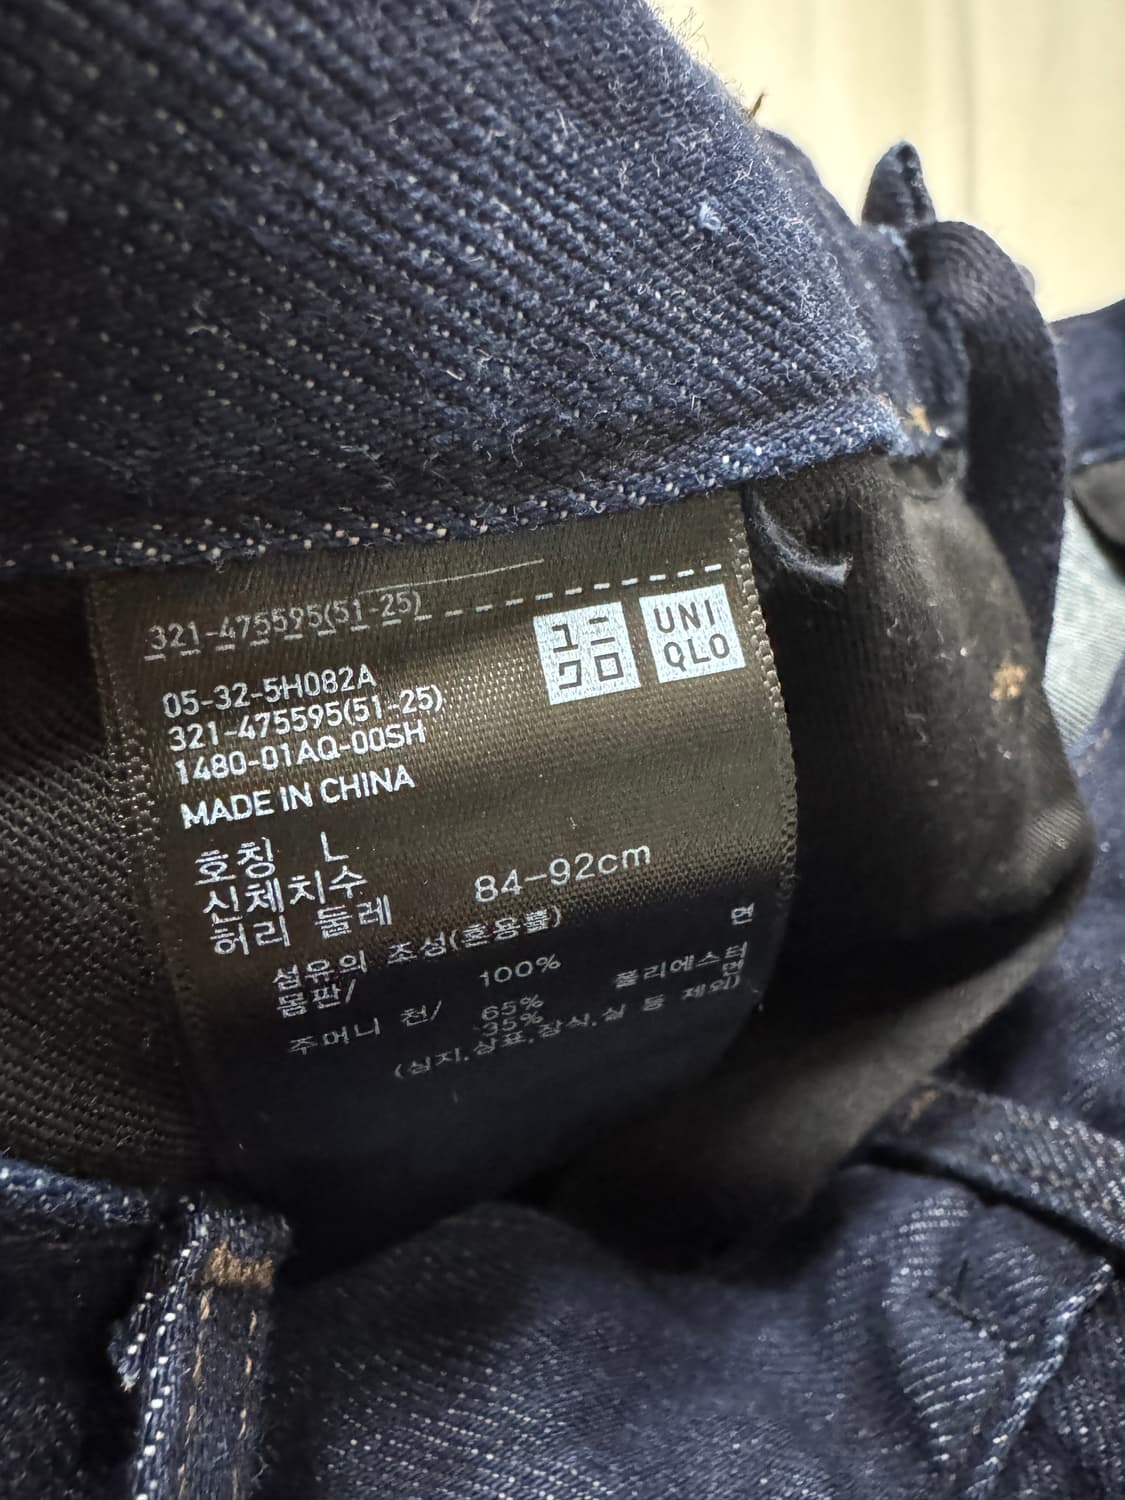 321-475595(51-25)
ユニ
クロ
UNI
QLO
05-32-5H082A
321-475595(51-25)
1480-01AQ-00SH
MADE IN CHINA
호칭 L
신체치수
허리 둘레 84-92cm
섬유의 조성(혼용률)
몸판/ 100% 면
주머니 천/ 65% 폴리에스터
35% 면
(심지,상표,장식,실 등 제외)